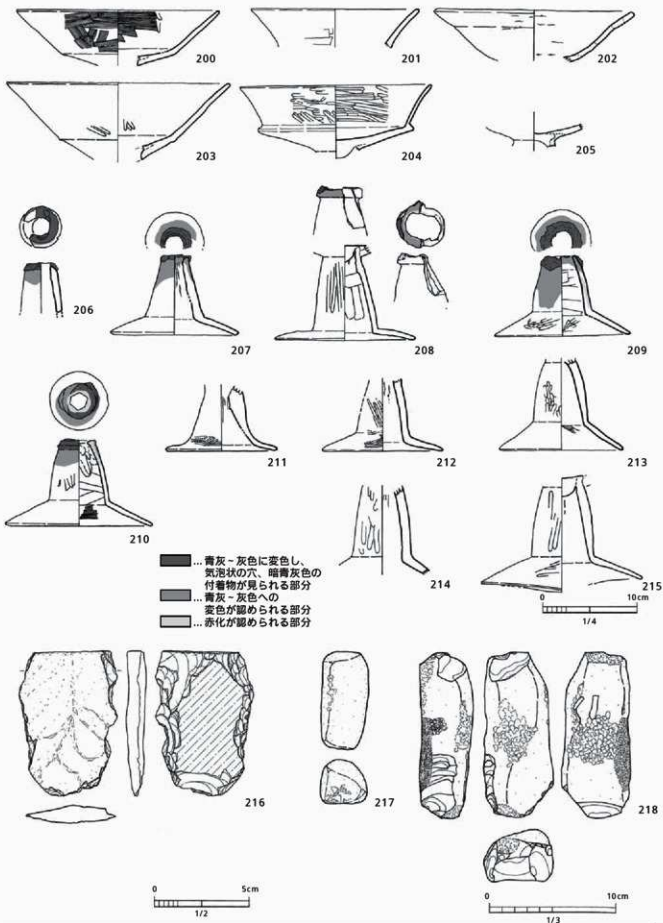 200
201
202
203
204
205
206
207
208
209
210
211
212
213
214
215
… 青灰~灰色に変色し、
気泡状の穴、暗青灰色の
付着物が見られる部分
… 青灰~灰色への
変色が認められる部分
… 赤化が認められる部分
0 10cm
1/4
216
217
218
0 5cm
1/2
0 10cm
1/3